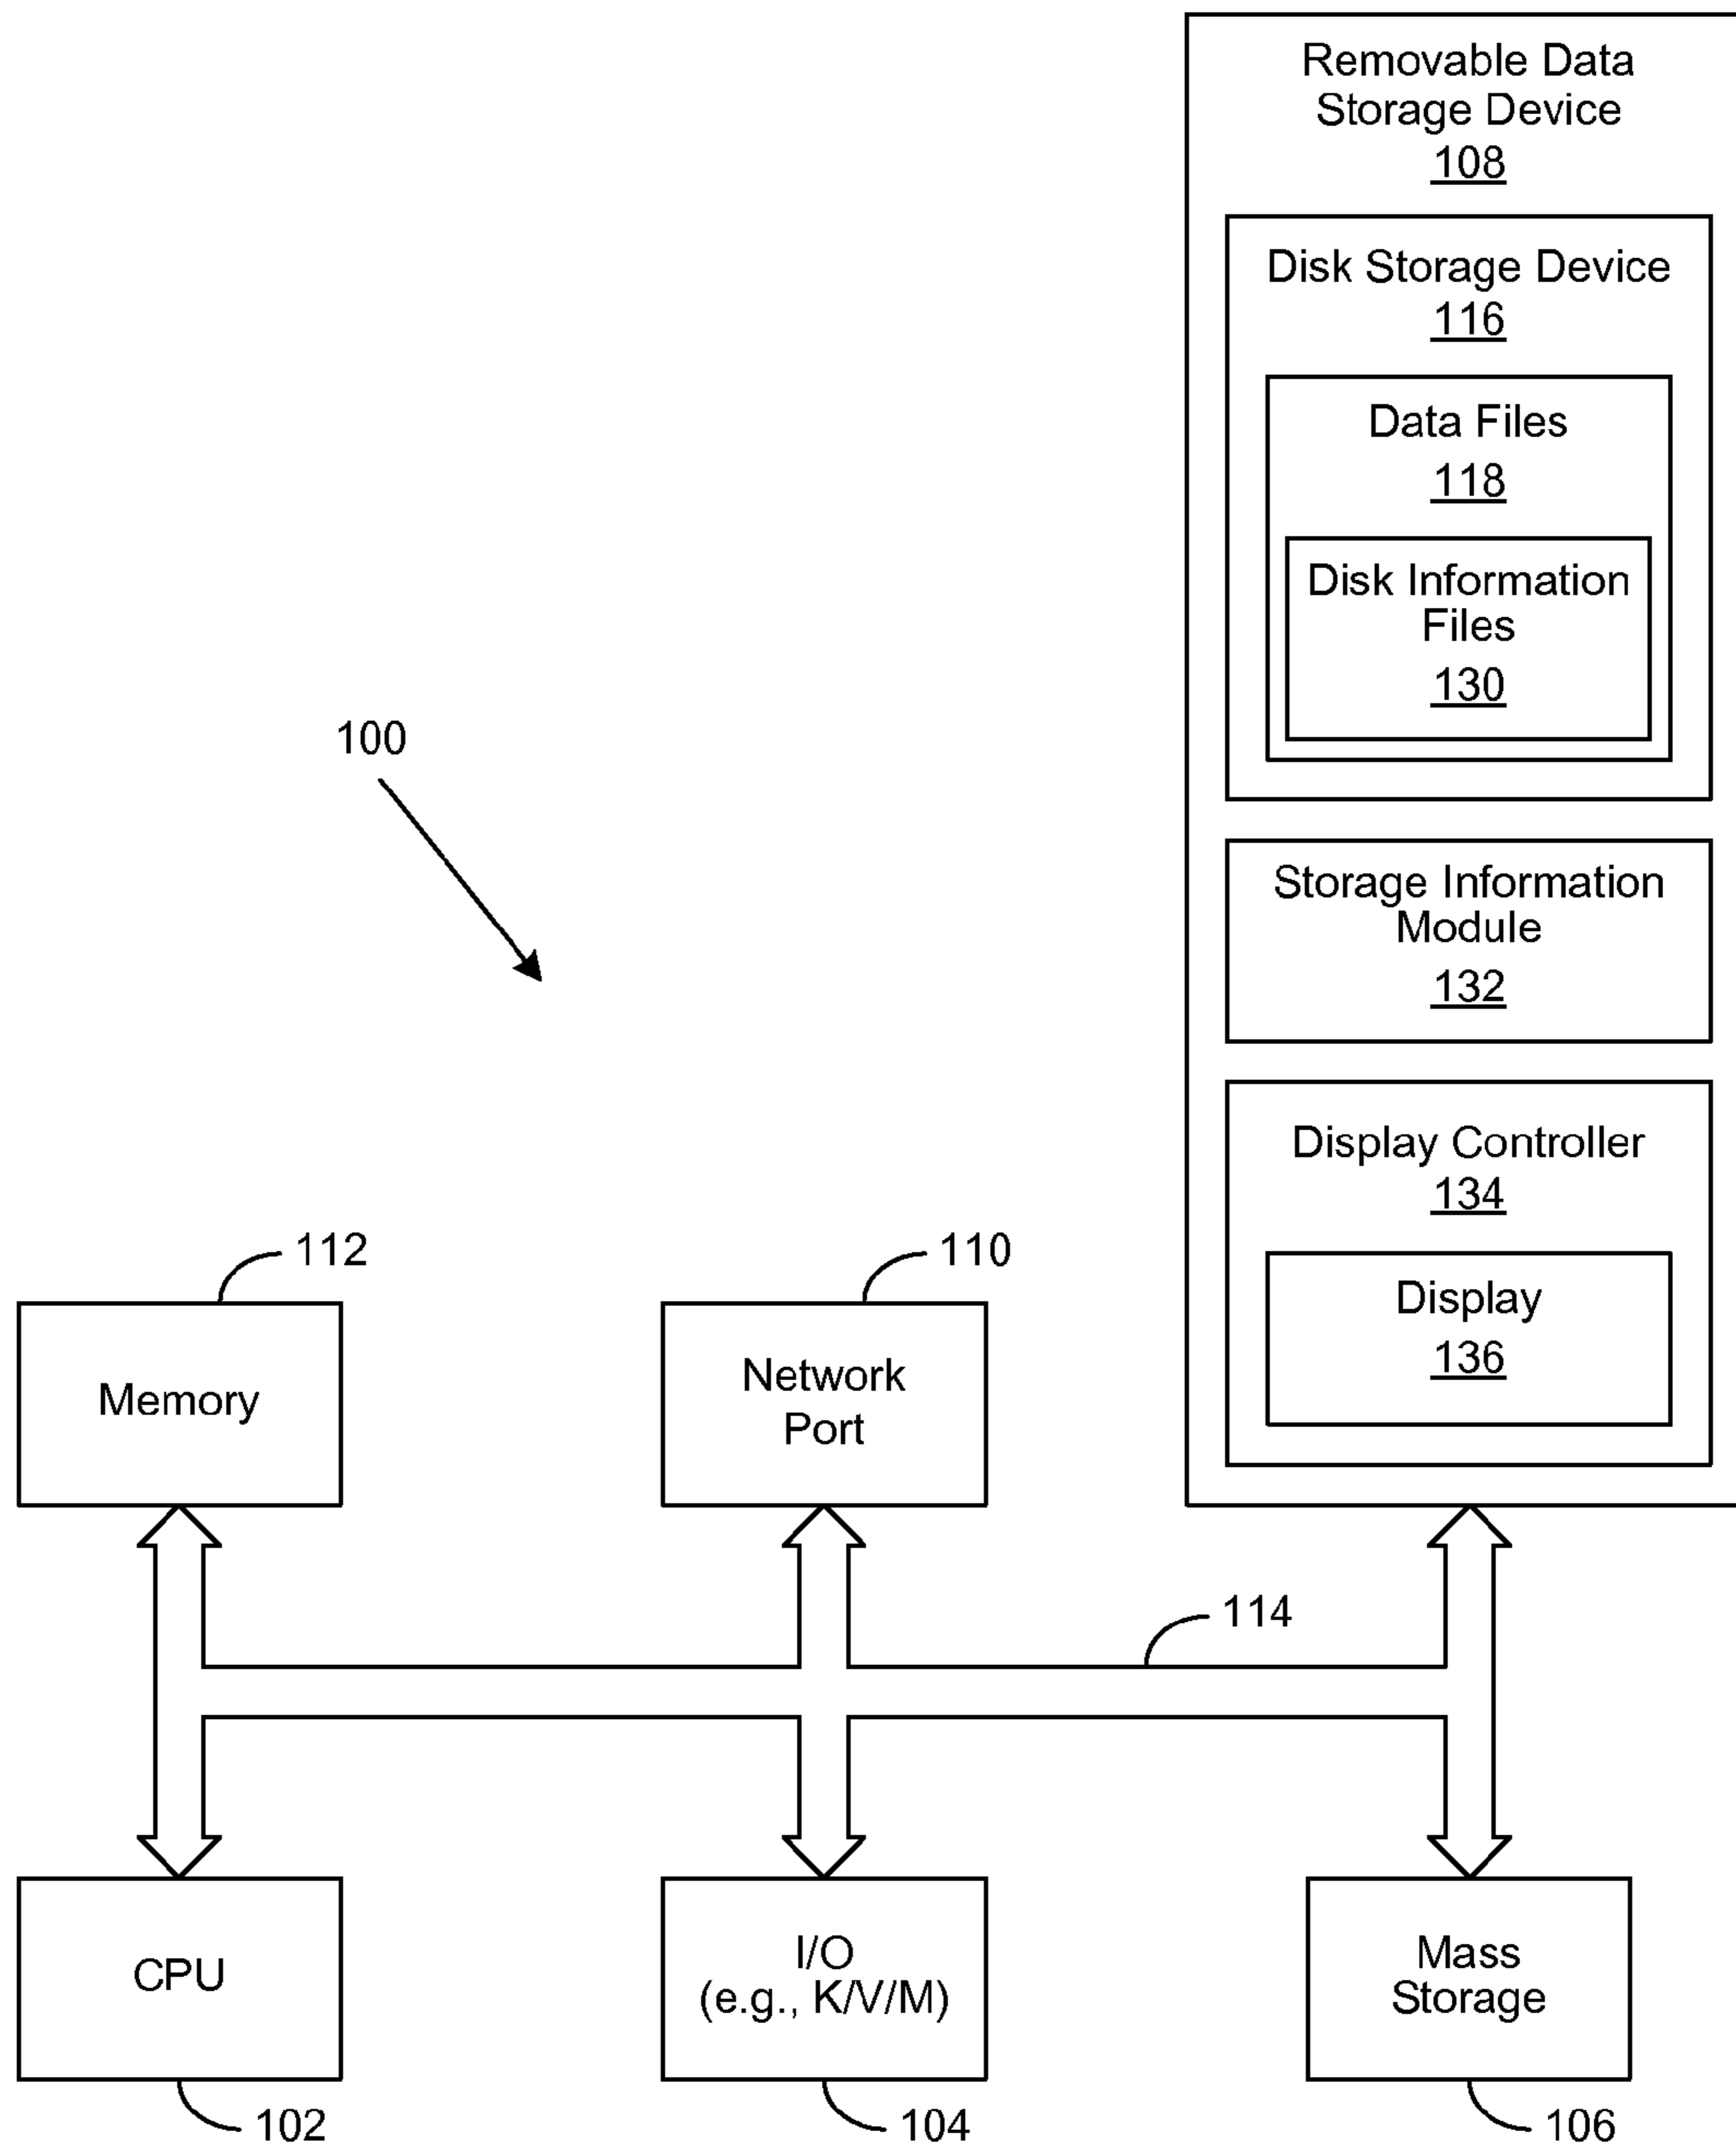 Removable Data
Storage Device
108
Disk Storage Device
116
Data Files
118
Disk Information
Files
130
100
Storage Information
Module
132
Display Controller
134
Display
136
112
Memory
110
Network
Port
114
CPU
102
I/O
(e.g., K/V/M)
104
Mass
Storage
106